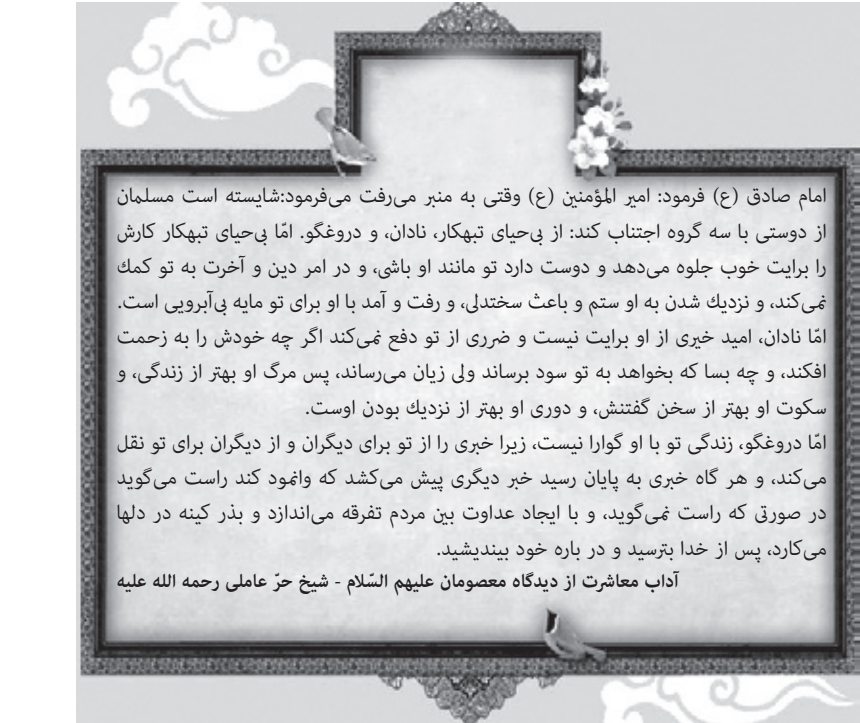 امام صادق (ع) فرمود: امیر المؤمنین (ع) وقتی به منبر می‌رفت می‌فرمود:شایسته است مسلمان
از دوستی با سه گروه اجتناب کند: از بی‌حیای تبهکار، نادان، و دروغگو. امّا بی‌حیای تبهکار کارش
را برایت خوب جلوه می‌دهد و دوست دارد تو مانند او باشی، و در امر دین و آخرت به تو کمك
نمی‌کند، و نزدیك شدن به او ستم و باعث سختدلی، و رفت و آمد با او برای تو مایه بی‌آبرویی است.
امّا نادان، امید خیری از او برایت نیست و ضرری از تو دفع نمی‌کند اگر چه خودش را به زحمت
افکند، و چه بسا که بخواهد به تو سود برساند ولی زیان می‌رساند، پس مرگ او بهتر از زندگی، و
سکوت او بهتر از سخن گفتنش، و دوری او بهتر از نزدیك بودن اوست.
امّا دروغگو، زندگی تو با او گوارا نیست، زیرا خبری را از تو برای دیگران و از دیگران برای تو نقل
می‌کند، و هر گاه خبری به پایان رسید خبر دیگری پیش می‌کشد که وانمود کند راست می‌گوید
در صورتی که راست نمی‌گوید، و با ایجاد عداوت بین مردم تفرقه می‌اندازد و بذر کینه در دلها
می‌کارد، پس از خدا بترسید و در باره خود بیندیشید.
آداب معاشرت از دیدگاه معصومان علیهم السّلام - شیخ حرّ عاملی رحمه الله علیه